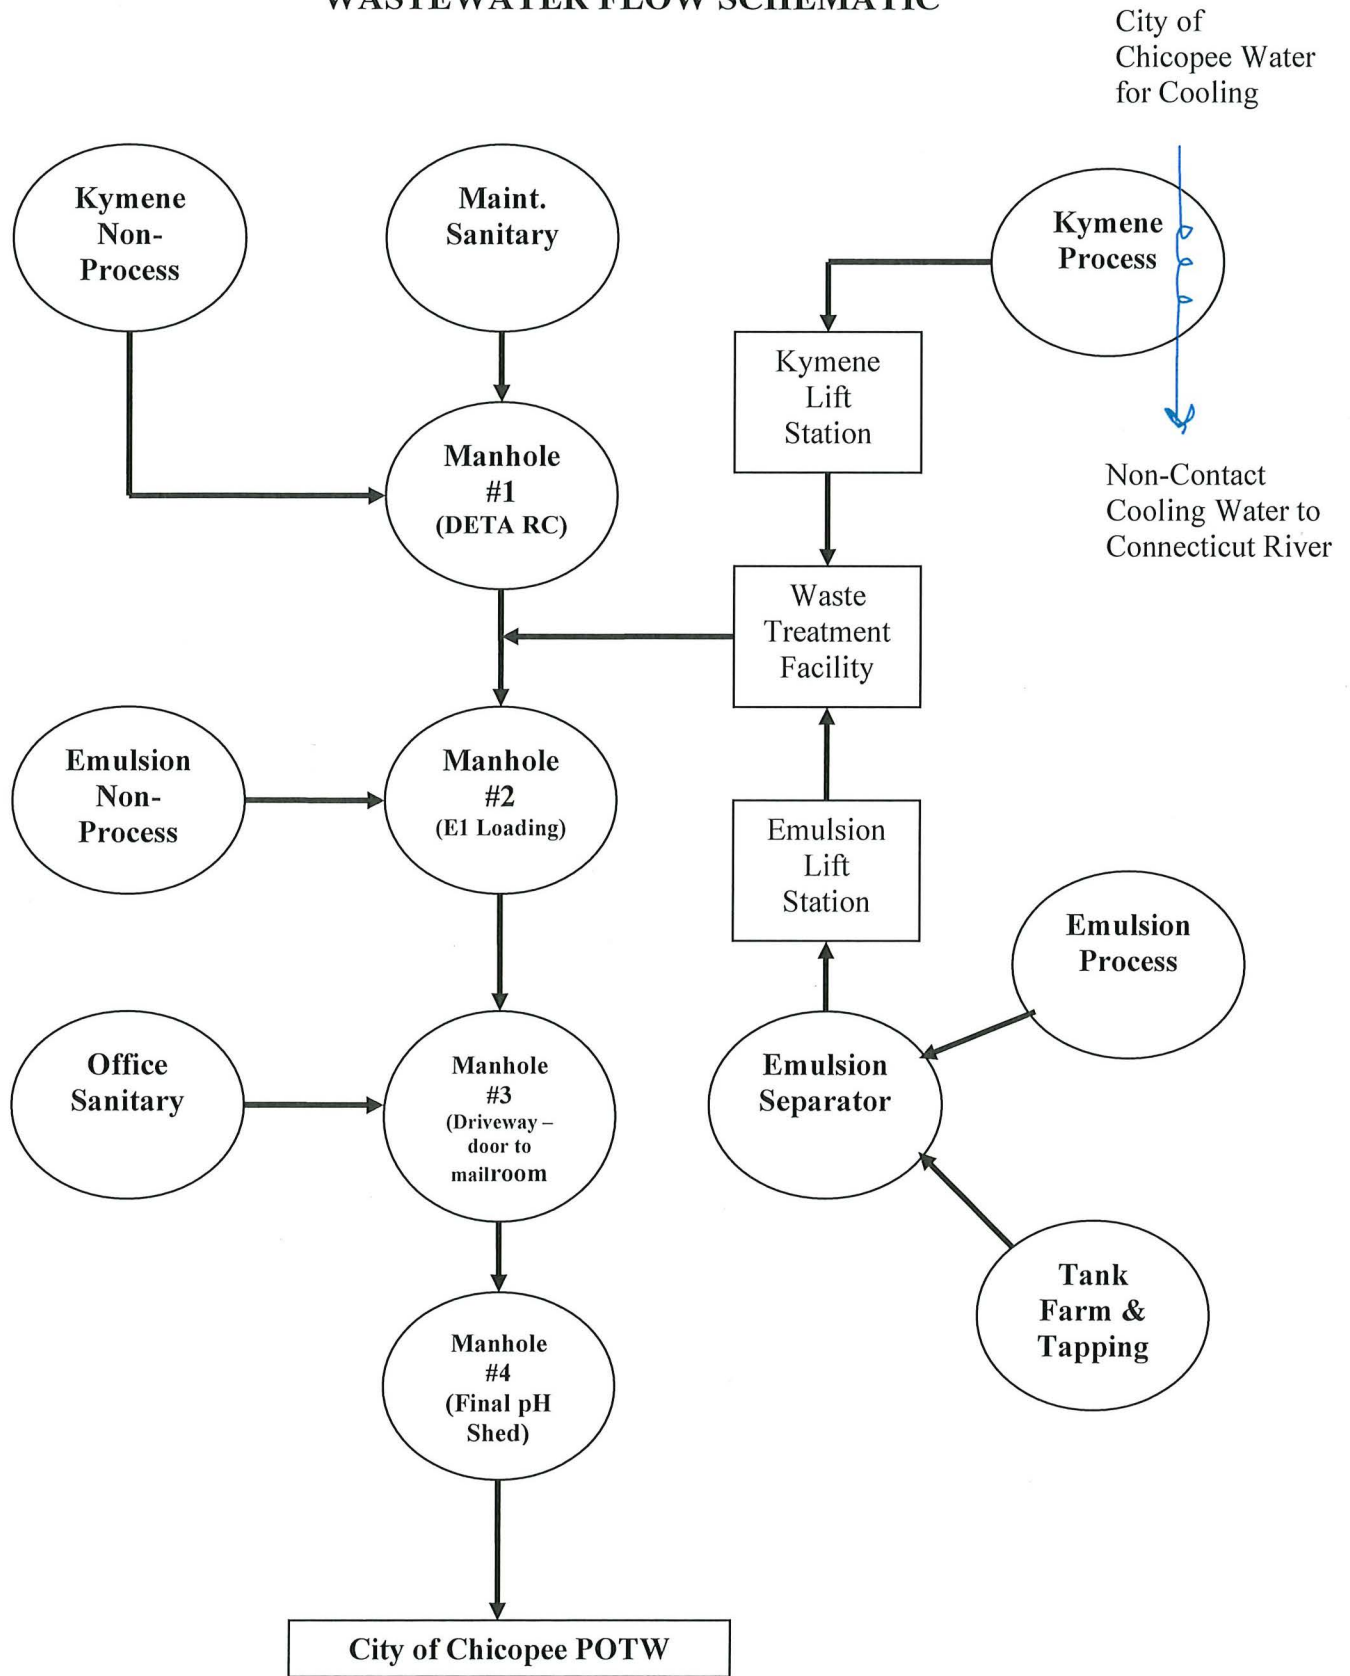 WASTEWATER FLOW SCHEMATIC
City of
Chicopee Water
for Cooling
Kymene
Non-
Process
Maint.
Sanitary
Kymene
Process
Kymene
Lift
Station
Manhole
#1
(DETA RC)
Non-Contact
Cooling Water to
Connecticut River
Waste
Treatment
Facility
Emulsion
Non-
Process
Manhole
#2
(E1 Loading)
Emulsion
Lift
Station
Emulsion
Process
Office
Sanitary
Manhole
#3
(Driveway –
door to
mailroom
Emulsion
Separator
Tank
Farm &
Tapping
Manhole
#4
(Final pH
Shed)
City of Chicopee POTW